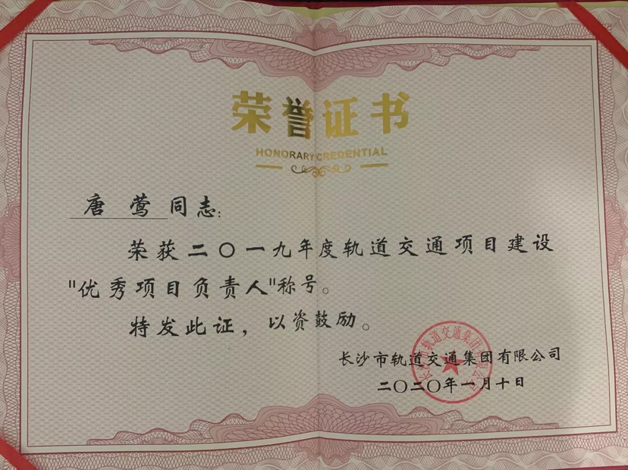 荣誉证书
HONORARY CREDENTIAL
唐莺同志:
荣获二〇一九年度轨道交通项目建设
"优秀项目负责人"称号。
特发此证，以资鼓励。
长沙市轨道交通集团有限公司
二〇二〇年一月十日